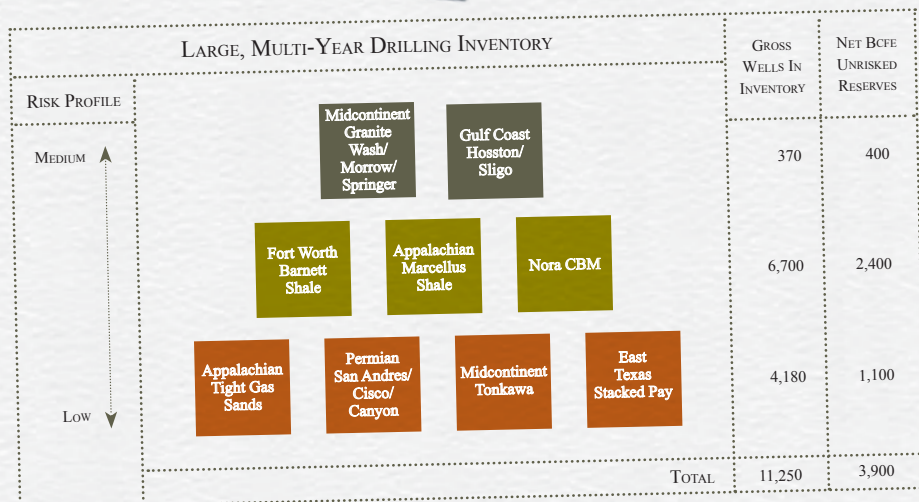 Large, Multi-Year Drilling Inventory
Gross
Wells In
Inventory
Net Bcfe
Unrisked
Reserves
Risk Profile
Medium
Midcontinent
Granite
Wash/
Morrow/
Springer
Gulf Coast
Hosston/
Sligo
370
400
Fort Worth
Barnett
Shale
Appalachian
Marcellus
Shale
Nora CBM
6,700
2,400
Appalachian
Tight Gas
Sands
Permian
San Andres/
Cisco/
Canyon
Midcontinent
Tonkawa
East
Texas
Stacked Pay
4,180
1,100
Low
Total
11,250
3,900